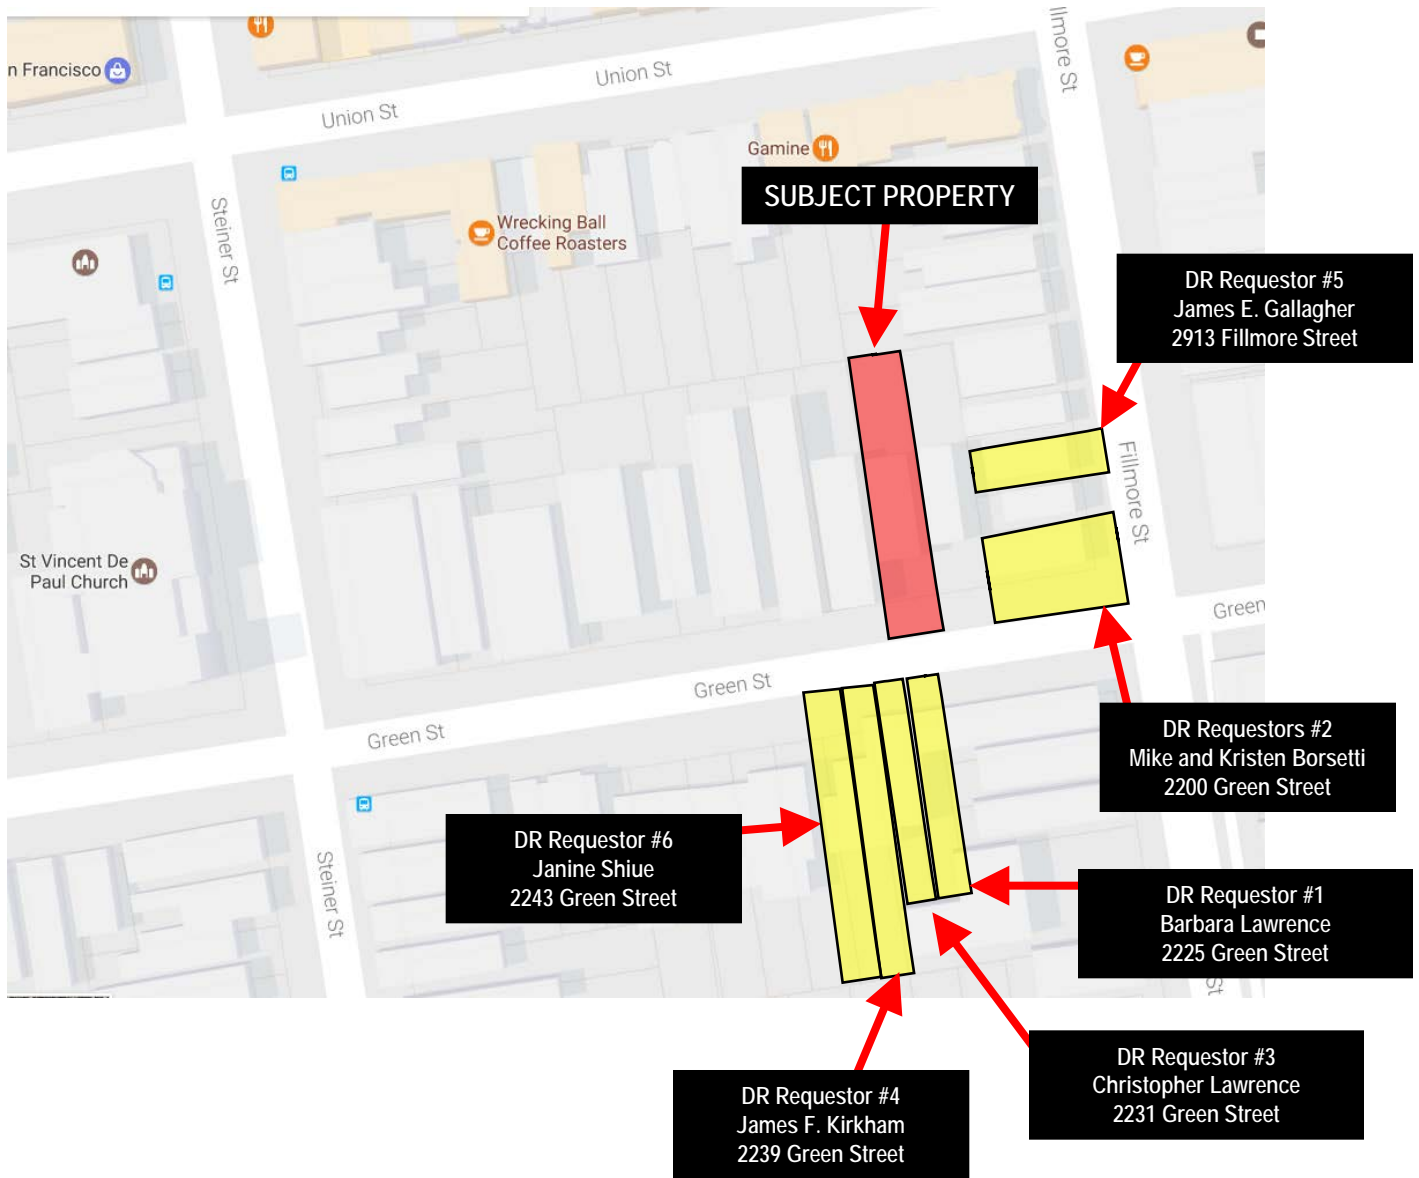 llmore St
n Francisco
Union St
Union St
Gamine
SUBJECT PROPERTY
Steiner St
Wrecking Ball
Coffee Roasters
DR Requestor #5
James E. Gallagher
2913 Fillmore Street
Fillmore St
St Vincent De
Paul Church
Green
Green St
Green St
DR Requestors #2
Mike and Kristen Borsetti
2200 Green Street
DR Requestor #6
Janine Shiue
2243 Green Street
Steiner St
DR Requestor #1
Barbara Lawrence
2225 Green Street
St
DR Requestor #3
Christopher Lawrence
2231 Green Street
DR Requestor #4
James F. Kirkham
2239 Green Street